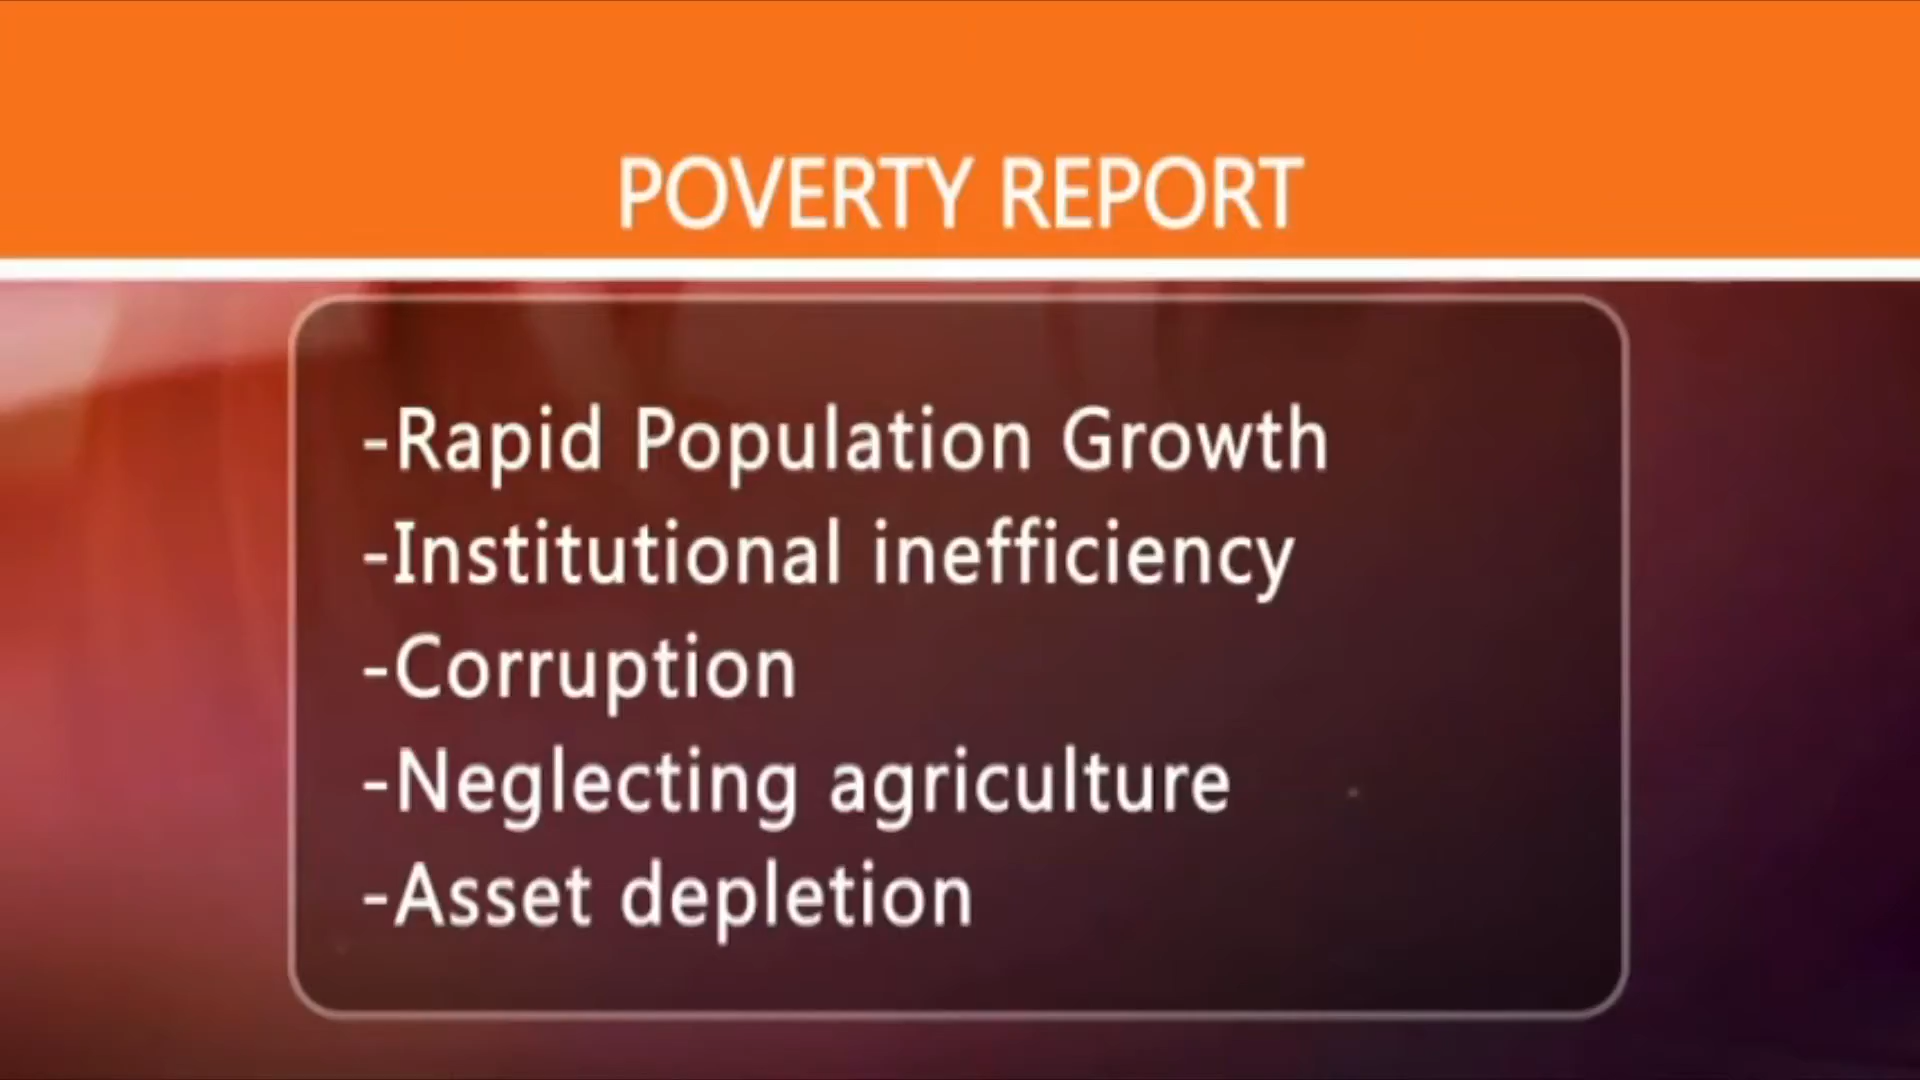 POVERTY REPORT
-Rapid Population Growth
-Institutional inefficiency
-Corruption
-Neglecting agriculture
-Asset depletion